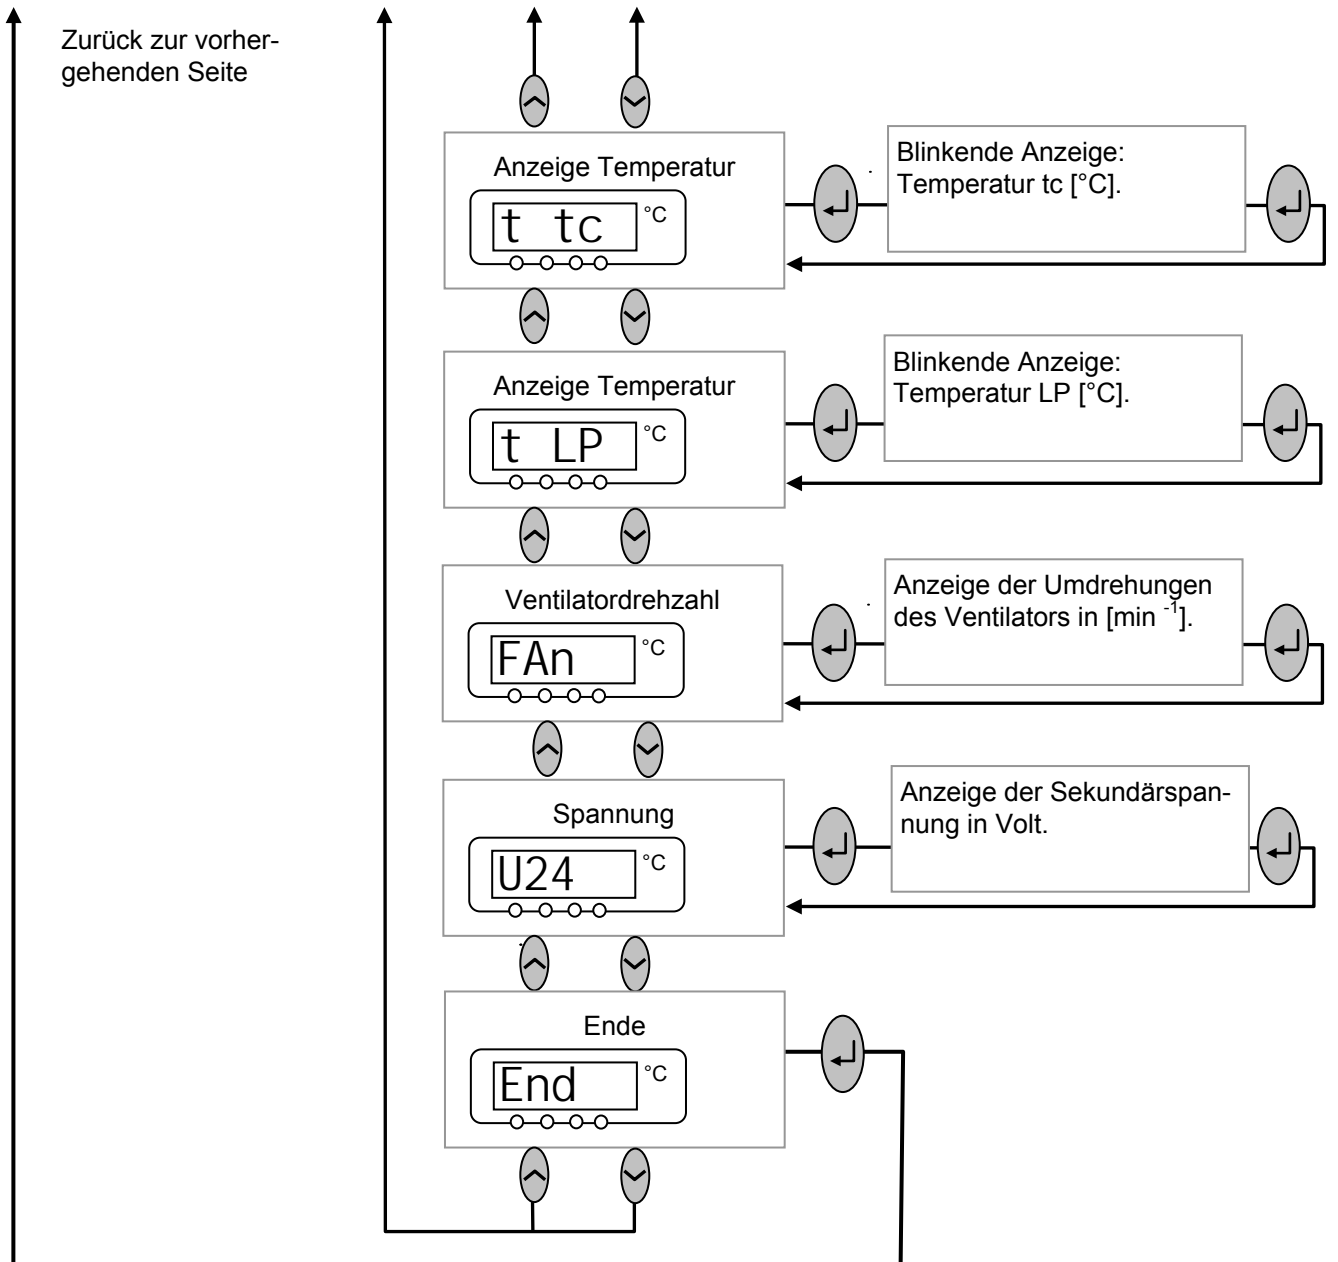 Zurück zur vorher-
gehenden Seite
Anzeige Temperatur
t tc °C
Blinkende Anzeige:
Temperatur tc [°C].
Anzeige Temperatur
t LP °C
Blinkende Anzeige:
Temperatur LP [°C].
Ventilatordrehzahl
FAn °C
Anzeige der Umdrehungen
des Ventilators in [min -1].
Spannung
U24 °C
Anzeige der Sekundärspan-
nung in Volt.
Ende
End °C